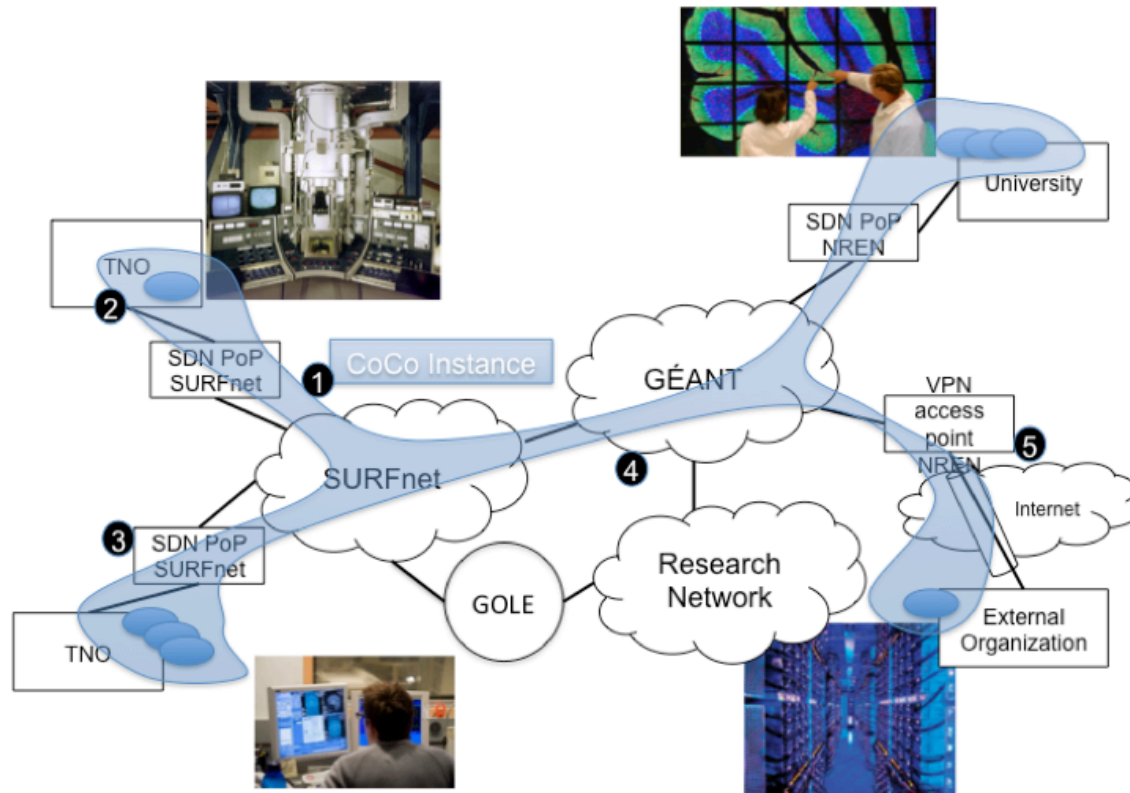 University
SDN PoP
NREN
TNO
2
SDN PoP
SURFnet
1
CoCo Instance
GÉANT
VPN
access
point
NREN
5
4
SURFnet
Internet
3
SDN PoP
SURFnet
Research
Network
GOLE
External
Organization
TNO